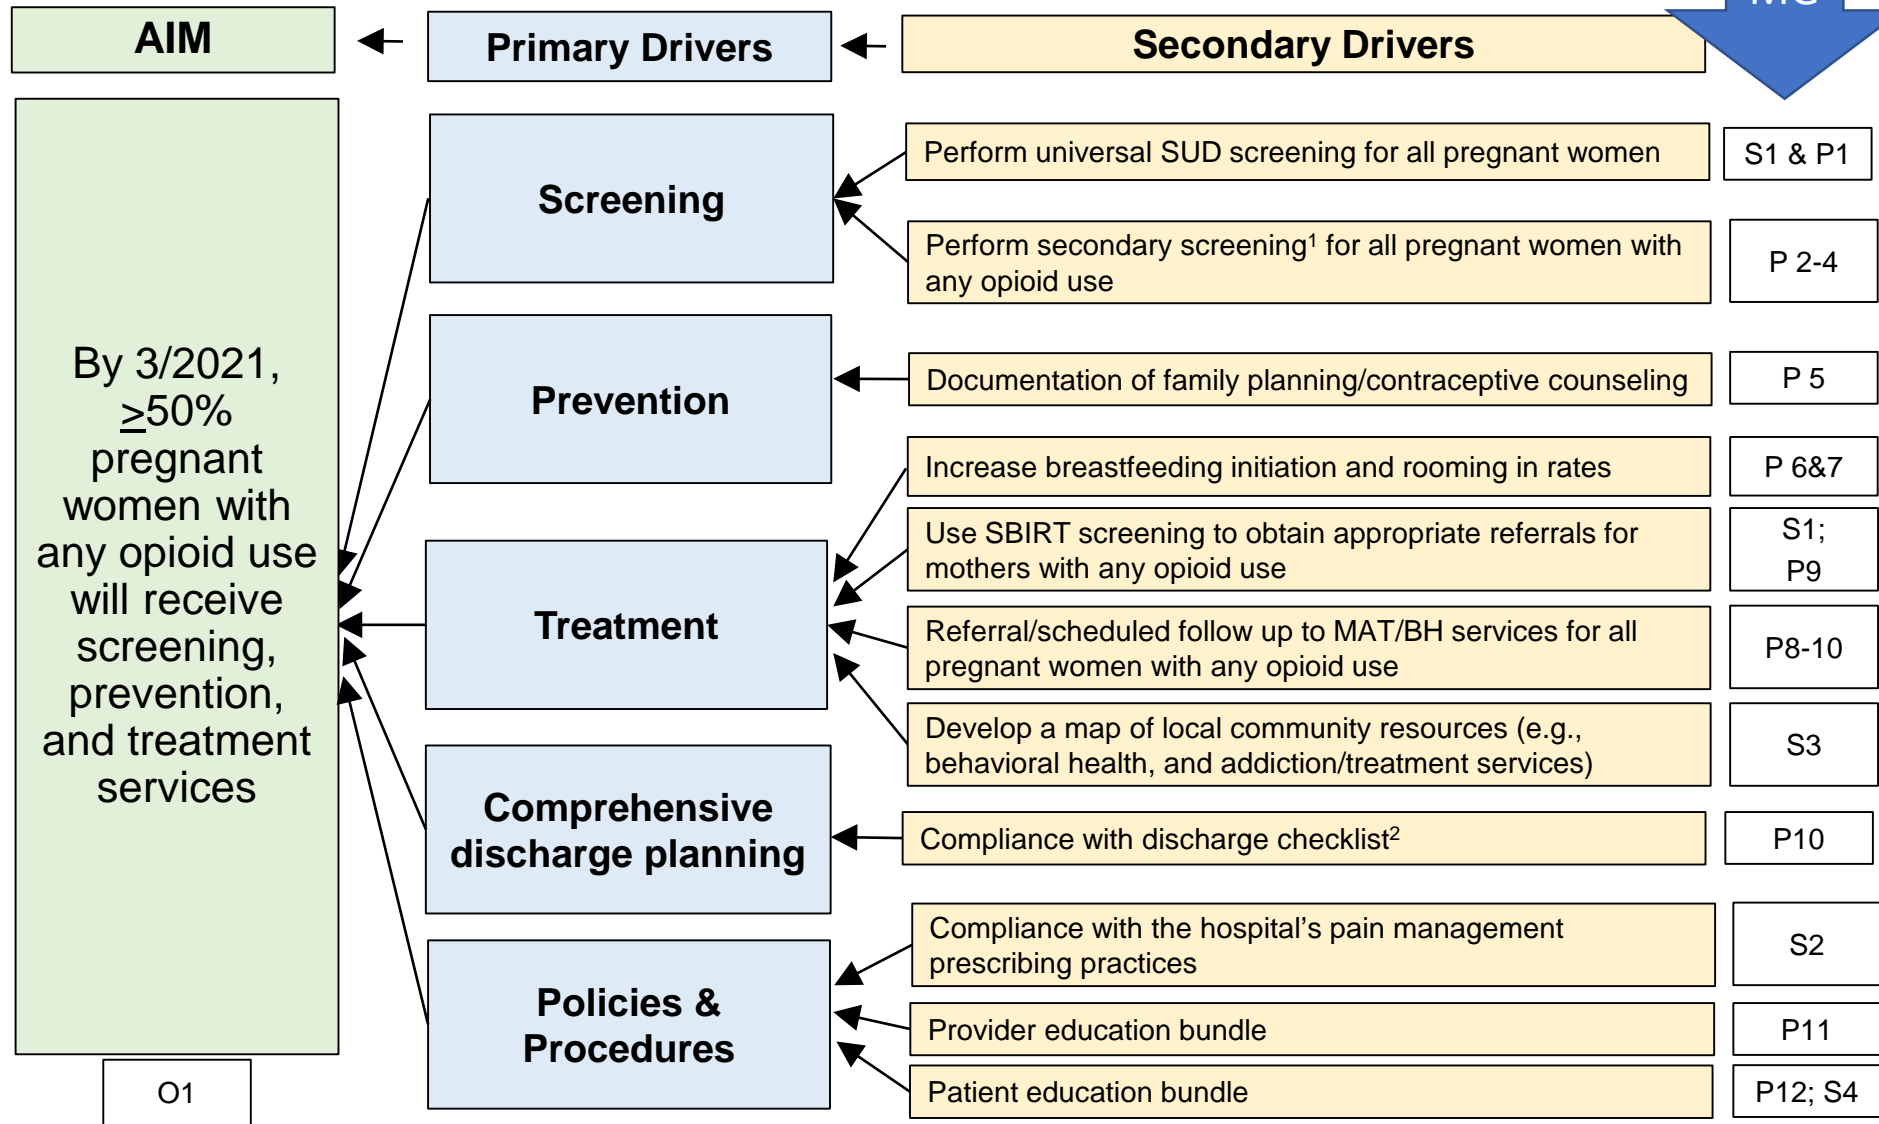 AIM
Primary Drivers
Secondary Drivers
By 3/2021,
>50%
pregnant
women with
any opioid use
will receive
screening,
prevention,
and treatment
services
O1
Screening
Perform universal SUD screening for all pregnant women
S1 & P1
Perform secondary screening¹ for all pregnant women with
any opioid use
P 2-4
Prevention
Documentation of family planning/contraceptive counseling
P 5
Treatment
Increase breastfeeding initiation and rooming in rates
P 6&7
Use SBIRT screening to obtain appropriate referrals for
mothers with any opioid use
S1;
P9
Referral/scheduled follow up to MAT/BH services for all
pregnant women with any opioid use
P8-10
Develop a map of local community resources (e.g.,
behavioral health, and addiction/treatment services)
S3
Comprehensive
discharge planning
Compliance with discharge checklist²
P10
Policies &
Procedures
Compliance with the hospital’s pain management
prescribing practices
S2
Provider education bundle
P11
Patient education bundle
P12; S4